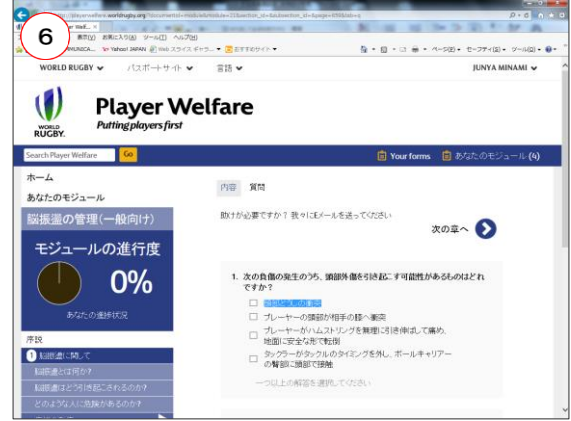 6
WORLD RUGBY
パスポートサイト
言語
JUNYA MINAMI
WORLD RUGBY.
Player Welfare
Putting players first
Search Player Welfare
Go
Your forms
あなたのモジュール (4)
ホーム
あなたのモジュール
脳振盪の管理(一般向け)
モジュールの進行度
0%
あなたの進捗状況
序説
1 脳振盪に関して
脳振盪とは何か?
脳振盪はどう引き起こされるのか?
どのような人に危険があるのか?
内容 質問
助けが必要ですか? 我々にEメールを送ってください
次の章へ
1. 次の負傷の発生のうち、頭部外傷を引き起こす可能性があるものはどれ
ですか?
プレーヤーの頭部が相手の膝へ衝突
プレーヤーがハムストリングを無理に引き伸ばして痛め、
地面に安全な形で転倒
タックラーがタックルのタイミングを外し、ボールキャリアー
の臀部に頭部で接触
一つ以上の解答を選択してください